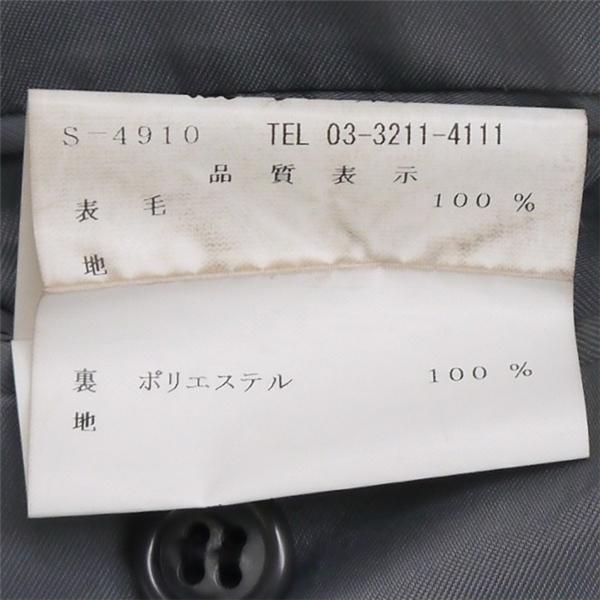 S-4910 TEL 03-3211-4111
品質表示
表地 毛 100 %
裏地 ポリエステル 100 %